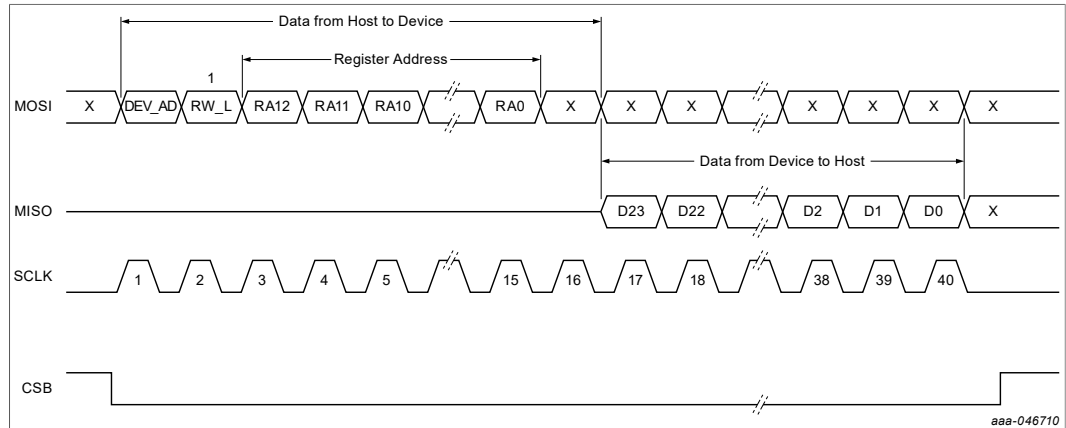 Data from Host to Device
1
Register Address
MOSI X DEV_AD RW_L RA12 RA11 RA10 RA0 X X X X X X X
Data from Device to Host
MISO D23 D22 D2 D1 D0 X
SCLK 1 2 3 4 5 15 16 17 18 38 39 40
CSB
aaa-046710